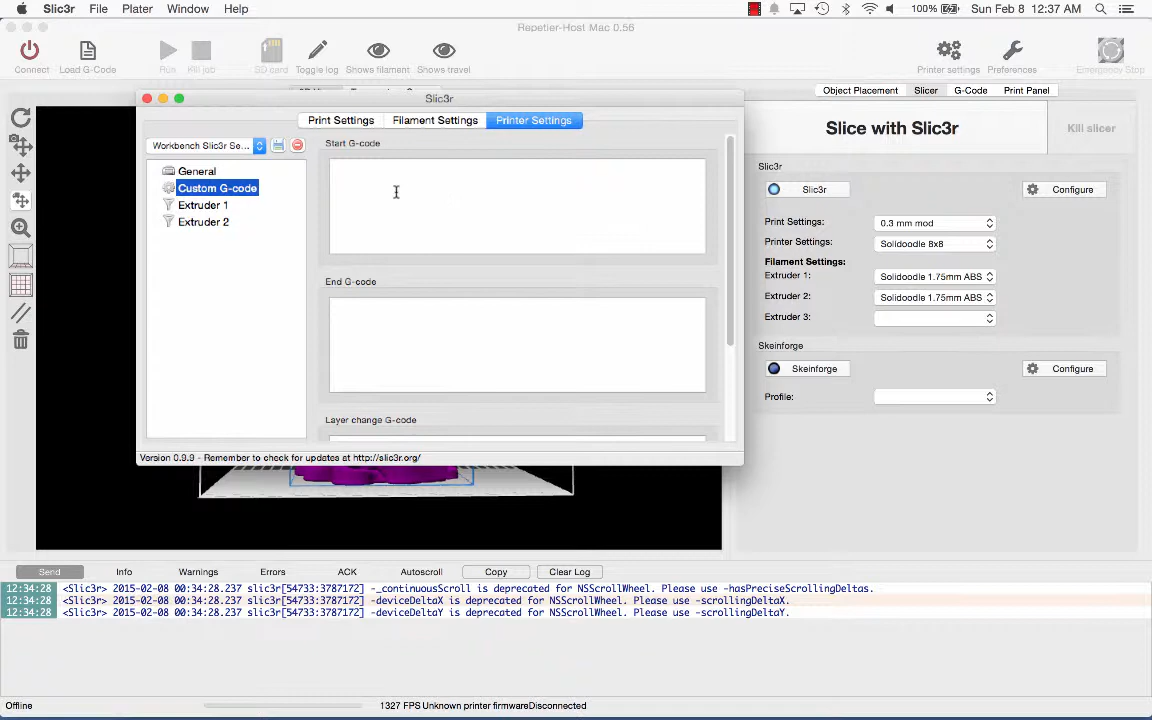 Slic3r File Plater Window Help 100% Sun Feb 8 12:37 AM
Repetier-Host Mac 0.56
Connect Load G-Code Run Kill job SD card Toggle log Shows filament Shows travel Printer settings Preferences Emergency Stop
Object Placement Slicer G-Code Print Panel
Slic3r
Print Settings Filament Settings Printer Settings
Workbench Slic3r Se...
General
Custom G-code
Extruder 1
Extruder 2
Start G-code
End G-code
Layer change G-code
Version 0.9.9 - Remember to check for updates at http://slic3r.org/
Slice with Slic3r Kill slicer
Slic3r
Slic3r Configure
Print Settings: 0.3 mm mod
Printer Settings: Solidoodle 8x8
Filament Settings:
Extruder 1: Solidoodle 1.75mm ABS
Extruder 2: Solidoodle 1.75mm ABS
Extruder 3:
Skeinforge
Skeinforge Configure
Profile:
Send Info Warnings Errors ACK Autoscroll Copy Clear Log
12:34:28 <Slic3r> 2015-02-08 00:34:28.237 slic3r[54733:3787172] -_continuousScroll is deprecated for NSScrollWheel. Please use -hasPreciseScrollingDeltas.
12:34:28 <Slic3r> 2015-02-08 00:34:28.237 slic3r[54733:3787172] -deviceDeltaX is deprecated for NSScrollWheel. Please use -scrollingDeltaX.
12:34:28 <Slic3r> 2015-02-08 00:34:28.237 slic3r[54733:3787172] -deviceDeltaY is deprecated for NSScrollWheel. Please use -scrollingDeltaY.
Offline 1327 FPS Unknown printer firmwareDisconnected